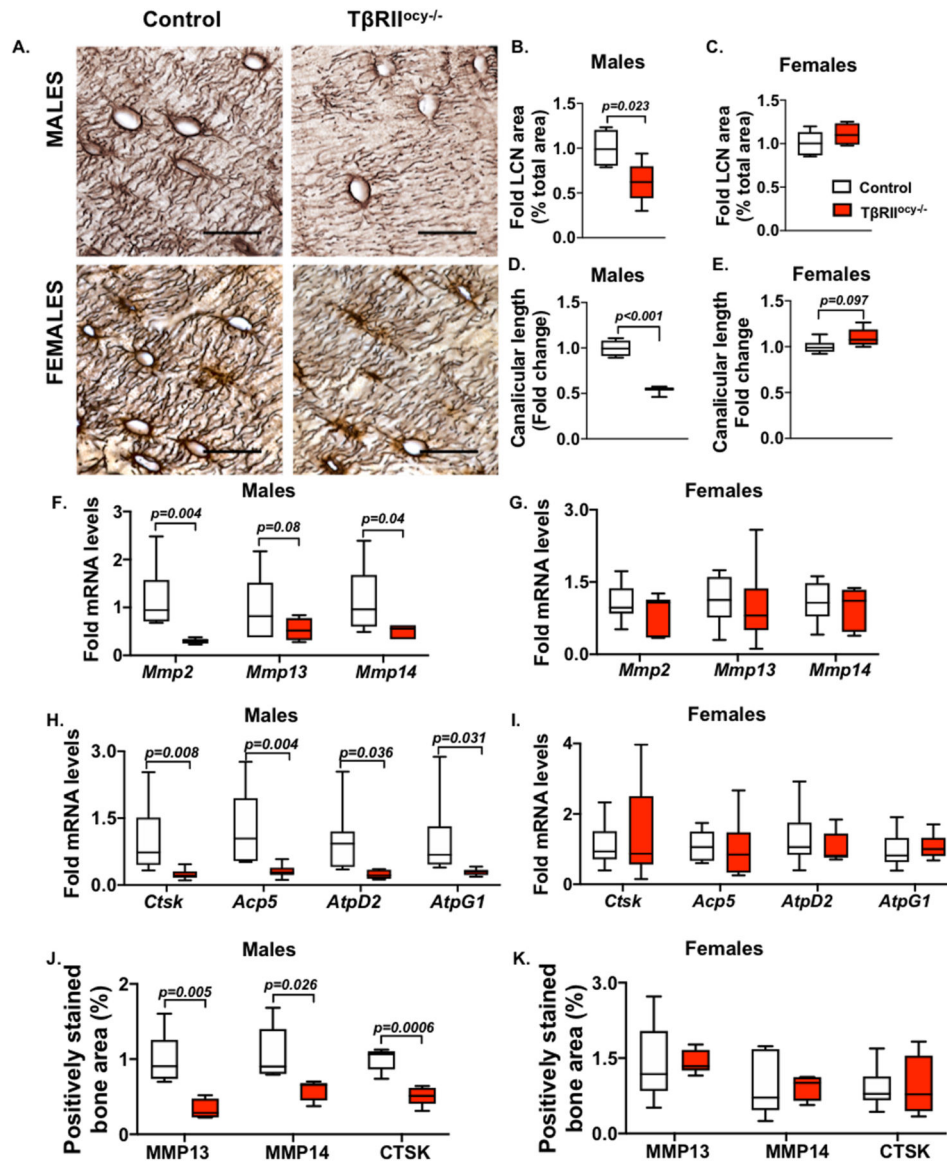 Control TβRII^ocy-/-
A.
MALES
FEMALES
B. Males
Fold LCN area
(% total area)
1.5
1.0
0.5
0.0
p=0.023
C. Females
Fold LCN area
(% total area)
1.5
1.0
0.5
0.0
Control
TβRII^ocy-/-
D. Males
Canalicular length
(Fold change)
1.5
1.0
0.5
0.0
p<0.001
E. Females
Canalicular length
Fold change
1.5
1.0
0.5
0.0
p=0.097
F. Males
Fold mRNA levels
3
2
1
0
p=0.004 p=0.08 p=0.04
Mmp2 Mmp13 Mmp14
G. Females
Fold mRNA levels
3.0
1.5
0.0
Mmp2 Mmp13 Mmp14
H. Males
Fold mRNA levels
3.0
1.5
0.0
p=0.008 p=0.004 p=0.036 p=0.031
Ctsk Acp5 AtpD2 AtpG1
I. Females
Fold mRNA levels
4
2
0
Ctsk Acp5 AtpD2 AtpG1
J. Males
Positively stained
bone area (%)
2
1
0
p=0.005 p=0.026 p=0.0006
MMP13 MMP14 CTSK
K. Females
Positively stained
bone area (%)
3.0
1.5
0.0
MMP13 MMP14 CTSK